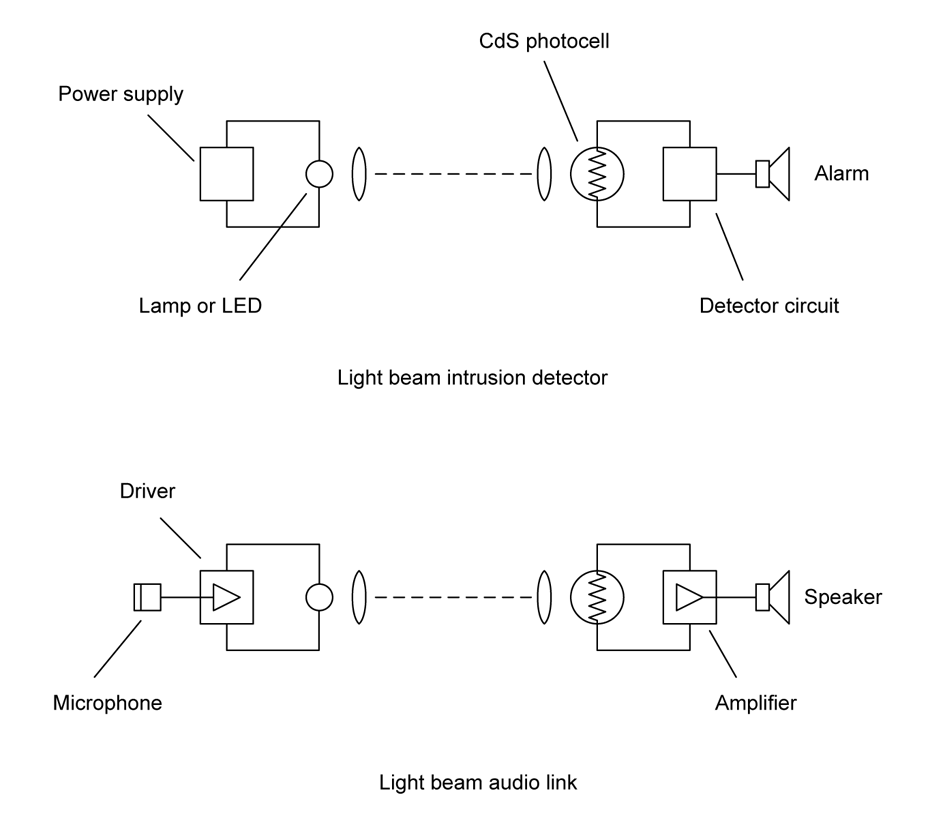 CdS photocell
Power supply
Alarm
Lamp or LED
Detector circuit
Light beam intrusion detector
Driver
Speaker
Microphone
Amplifier
Light beam audio link